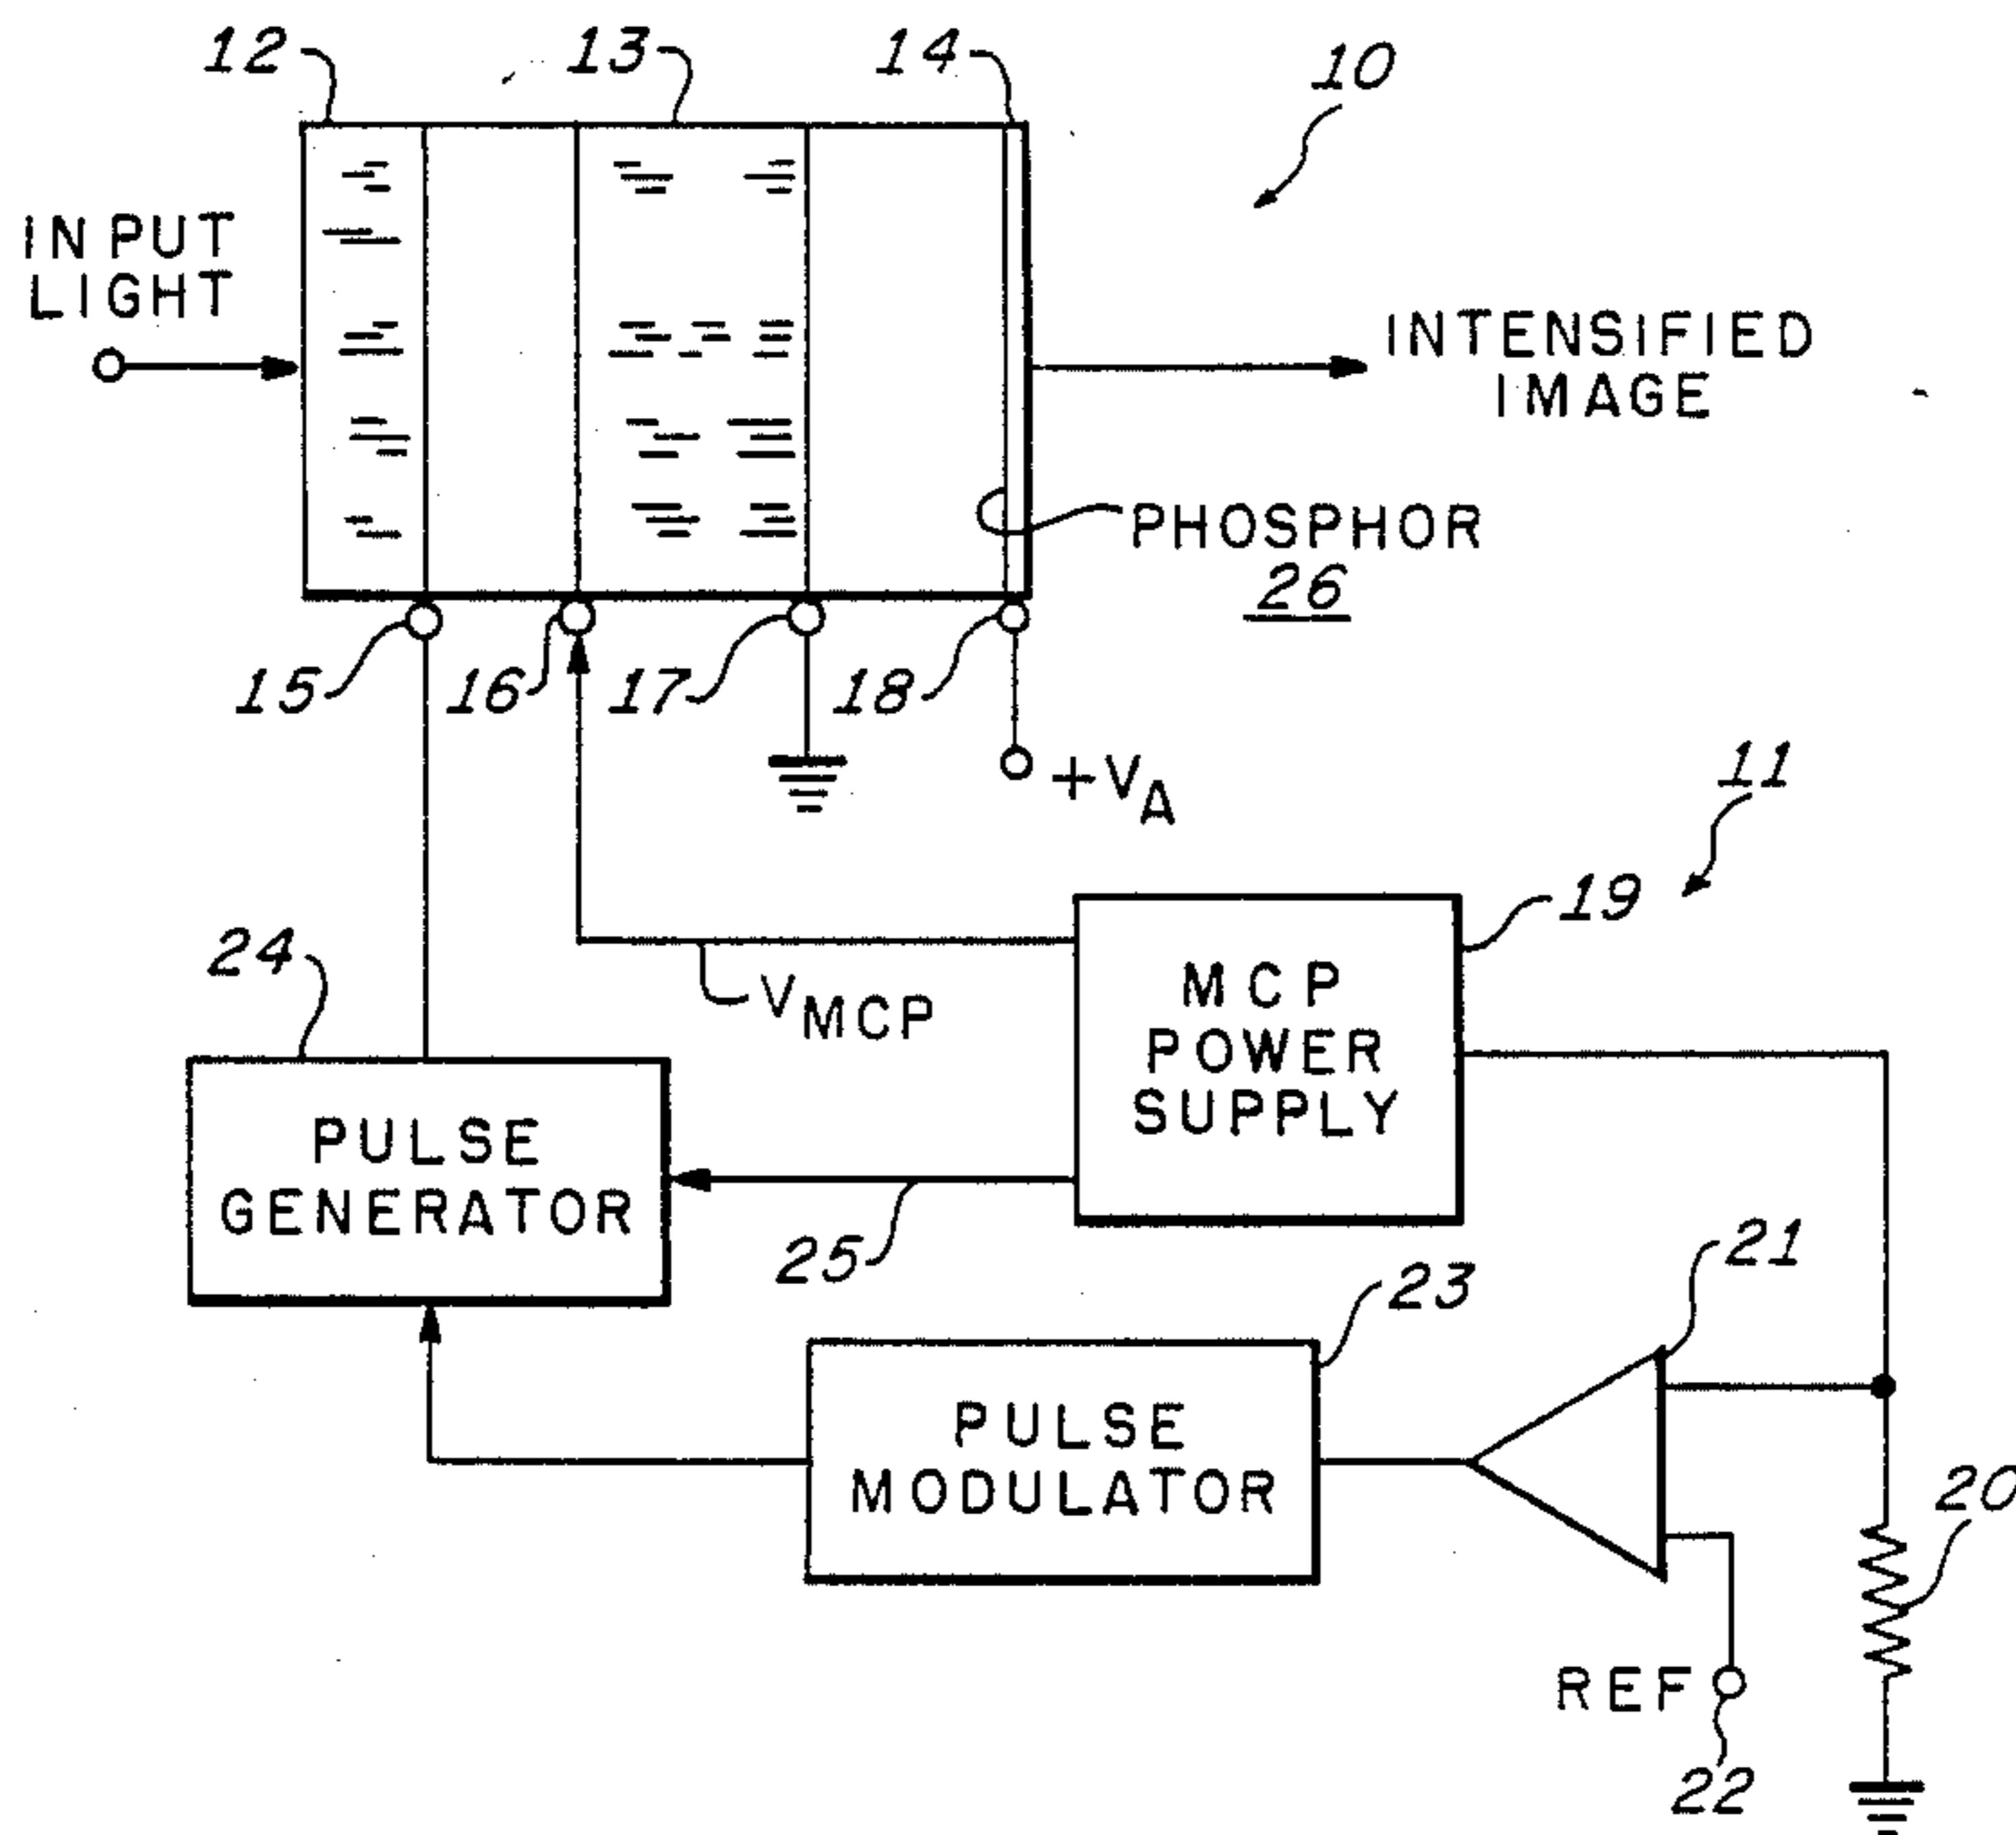 12
13
14
10
INPUT
LIGHT
INTENSIFIED
IMAGE
PHOSPHOR
26
15
16
17
18
+VA
11
19
24
VMCP
MCP
POWER
SUPPLY
PULSE
GENERATOR
25
21
23
PULSE
MODULATOR
20
REF
22